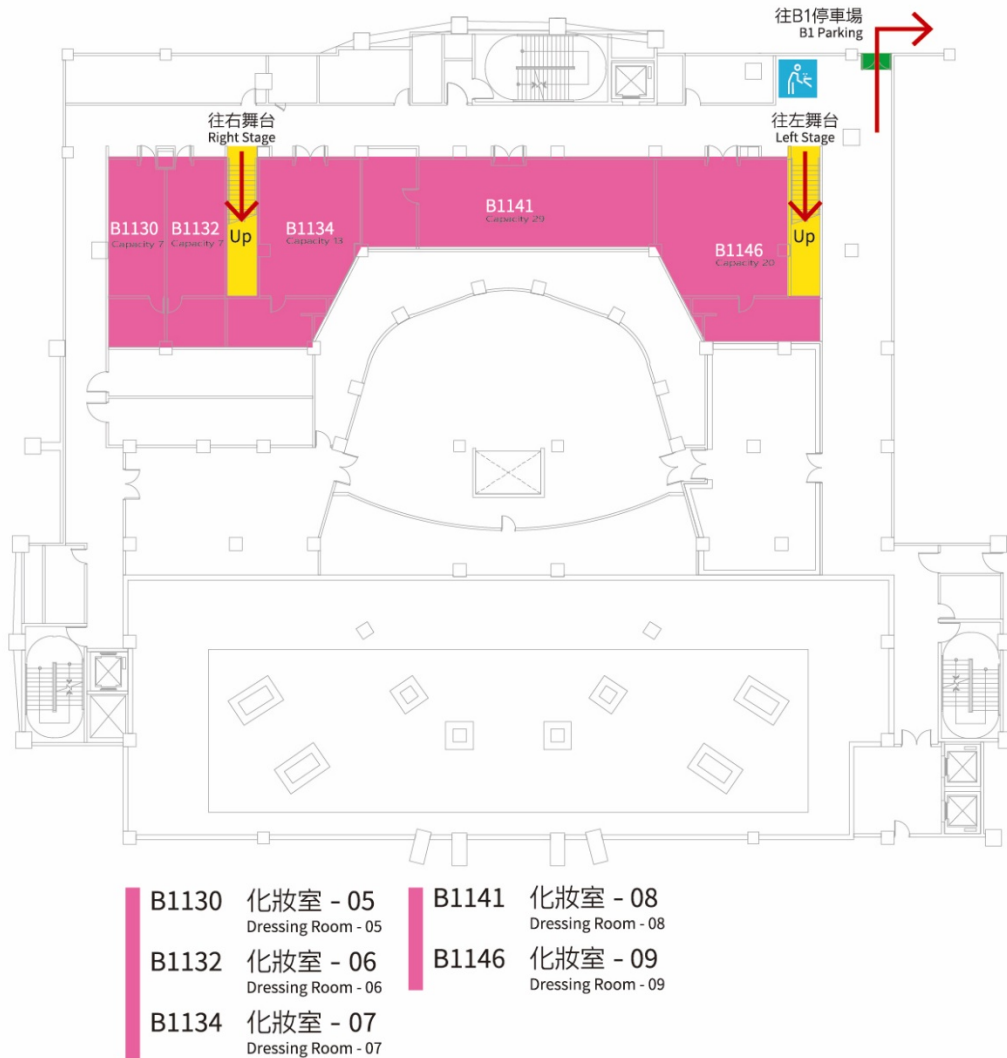 往B1停車場
B1 Parking
往右舞台
Right Stage
往左舞台
Left Stage
B1130
Capacity 7
B1132
Capacity 7
Up
B1134
Capacity 13
B1141
Capacity 29
B1146
Capacity 20
Up
B1130 化妝室 - 05
Dressing Room - 05
B1132 化妝室 - 06
Dressing Room - 06
B1134 化妝室 - 07
Dressing Room - 07
B1141 化妝室 - 08
Dressing Room - 08
B1146 化妝室 - 09
Dressing Room - 09